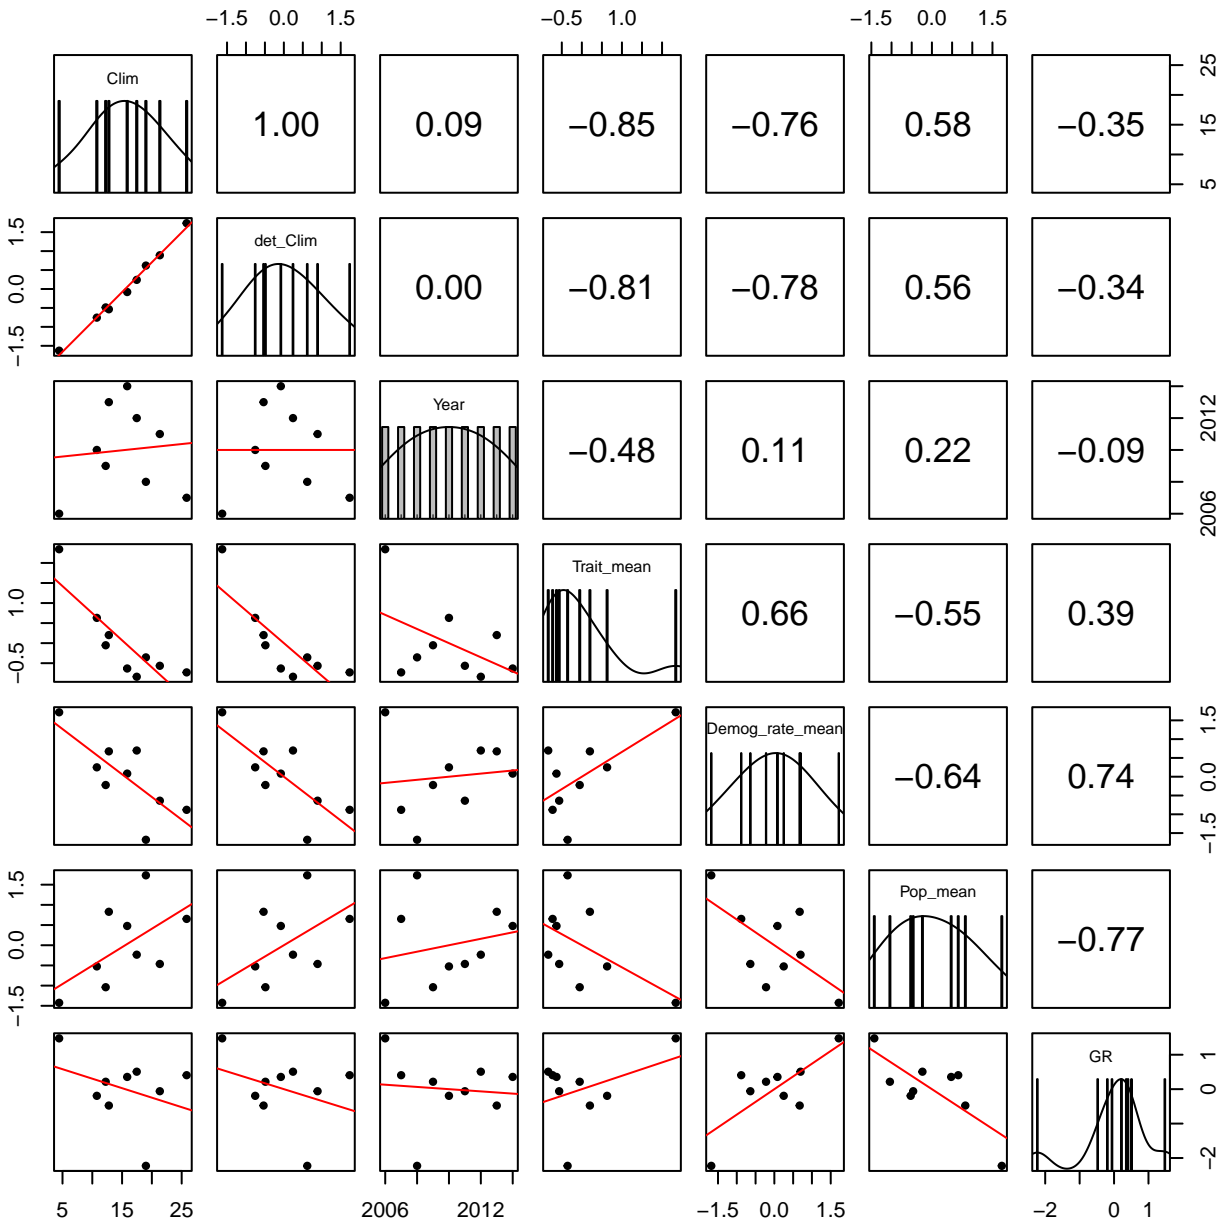 −1.5 0.0 1.5 −0.5 1.0 −1.5 0.0 1.5
Clim
1.00 0.09 −0.85 −0.76 0.58 −0.35
5 15 25
−1.5 0.0 1.5
det_Clim
0.00 −0.81 −0.78 0.56 −0.34
Year
−0.48 0.11 0.22 −0.09
2006 2012
−0.5 1.0
Trait_mean
0.66 −0.55 0.39
Demog_rate_mean
−0.64 0.74
−1.5 0.0 1.5
−1.5 0.0 1.5
Pop_mean
−0.77
GR
−2 0 1
5 15 25 2006 2012 −1.5 0.0 1.5 −2 0 1